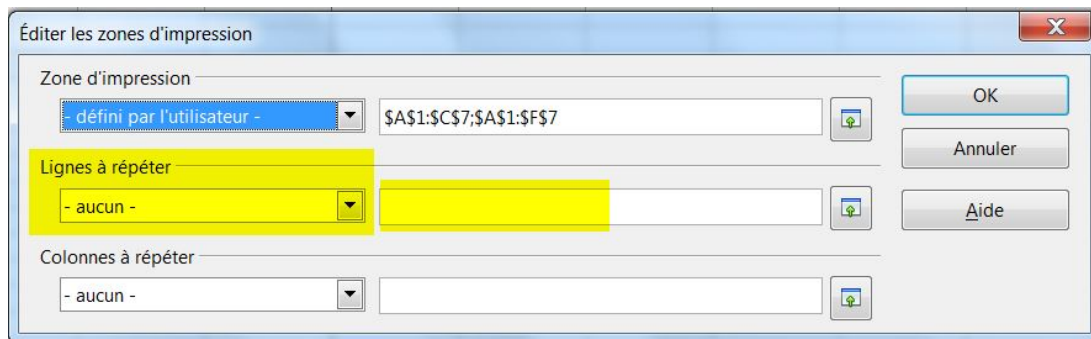 Éditer les zones d'impression
Zone d'impression
- défini par l'utilisateur -
$A$1:$C$7;$A$1:$F$7
OK
Annuler
Lignes à répéter
- aucun -
Aide
Colonnes à répéter
- aucun -